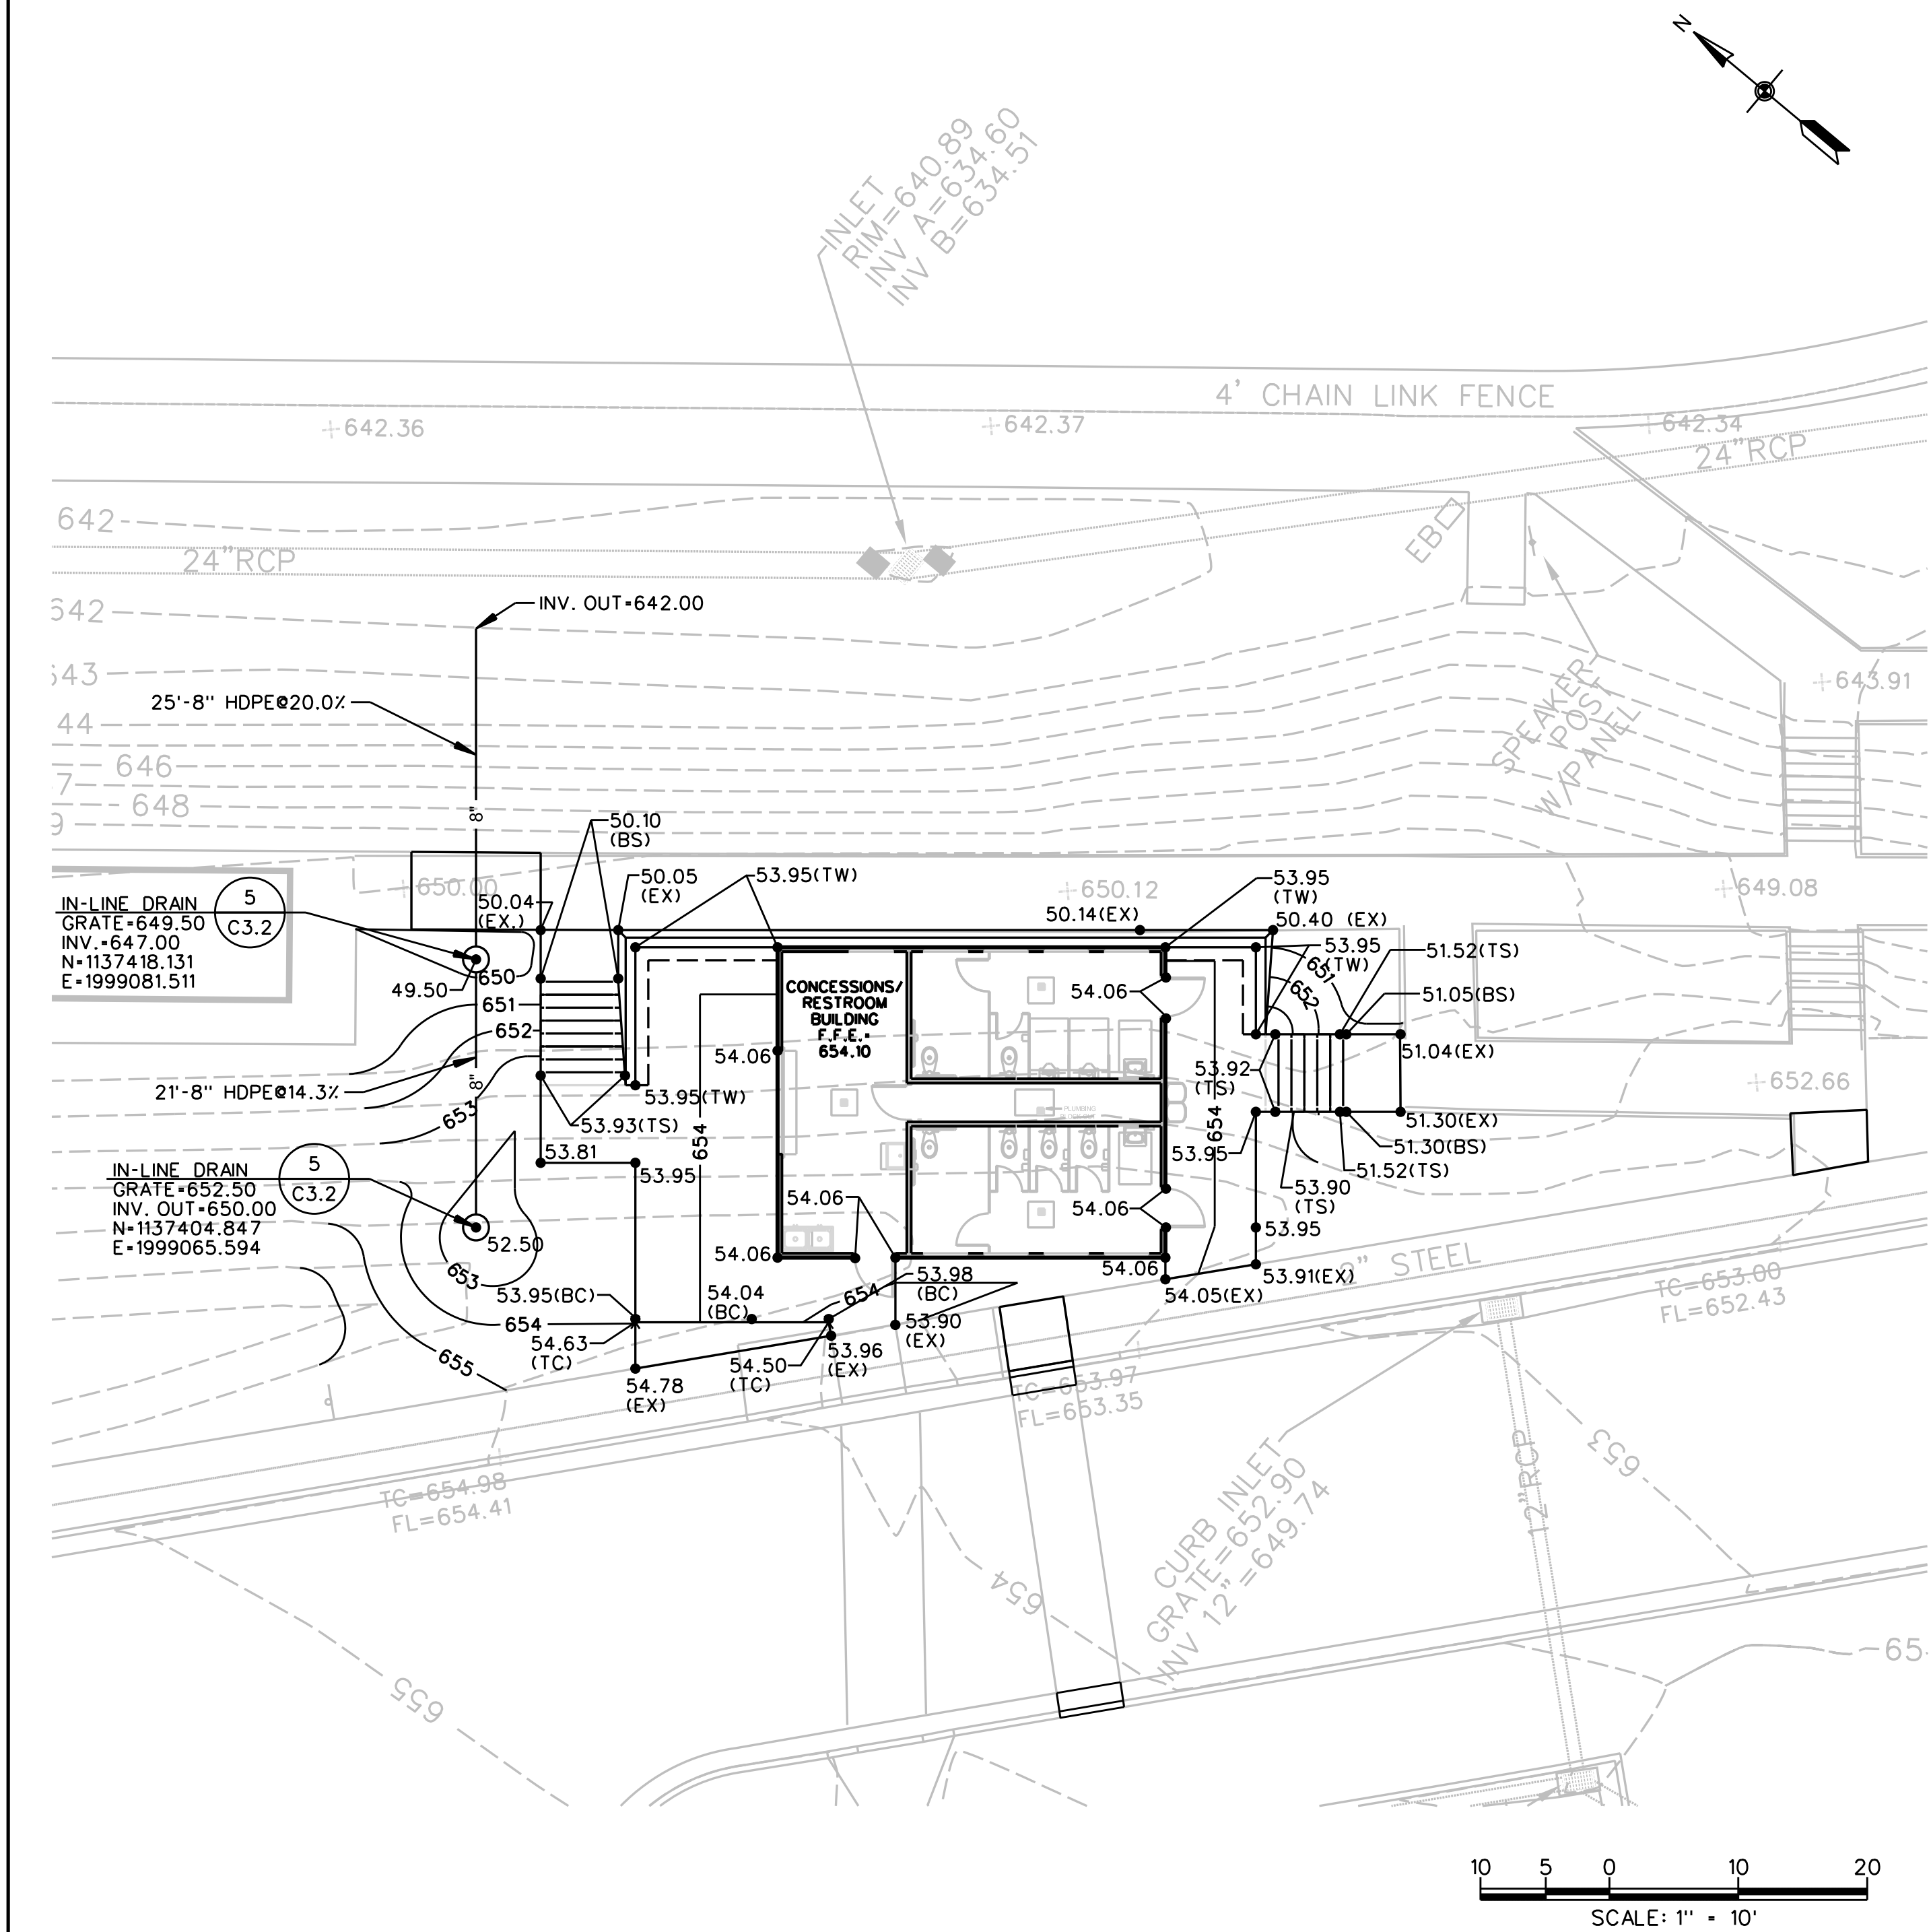 N
INLET
RIM=640.89
INV A=634.60
INV B=634.51
4' CHAIN LINK FENCE
642.36
642.37
642.34
24"RCP
642
24"RCP
EB
INV. OUT=642.00
642
643
643.91
25'-8" HDPE@20.0%
SPEAKER
POST
W/PANEL
44
646
7
648
8"
9
50.10
(BS)
50.05
(EX)
53.95(TW)
53.95
(TW)
650.00
650.12
649.08
IN-LINE DRAIN
GRATE=649.50
INV.=647.00
N=1137418.131
E=1999081.511
5
C3.2
50.04
(EX.)
50.14(EX)
50.40 (EX)
53.95
(TW)
51.52(TS)
650
49.50
651
652
CONCESSIONS/
RESTROOM
BUILDING
F.F.E.=
654.10
54.06
651
652
51.05(BS)
54.06
51.04(EX)
53.92
(TS)
652.66
21'-8" HDPE@14.3%
8"
653
53.95(TW)
53.93(TS)
654
PLUMBING
654
51.30(EX)
51.30(BS)
51.52(TS)
53.95
53.90
(TS)
53.81
53.95
IN-LINE DRAIN
GRATE=652.50
INV. OUT=650.00
N=1137404.847
E=1999065.594
5
C3.2
52.50
54.06
54.06
53.95
653
54.06
54.06
53.91(EX)
54.05(EX)
2" STEEL
TC=653.00
FL=652.43
53.95(BC)
54.04
(BC)
654
53.98
(BC)
53.90
(EX)
654
54.63
(TC)
54.50
(TC)
53.96
(EX)
655
54.78
(EX)
TC=653.97
FL=653.35
TC=654.98
FL=654.41
CURB INLET
GRATE=652.90
INV 12"=649.74
12"RCP
653
654
655
65
10 5 0 10 20
SCALE: 1" = 10'